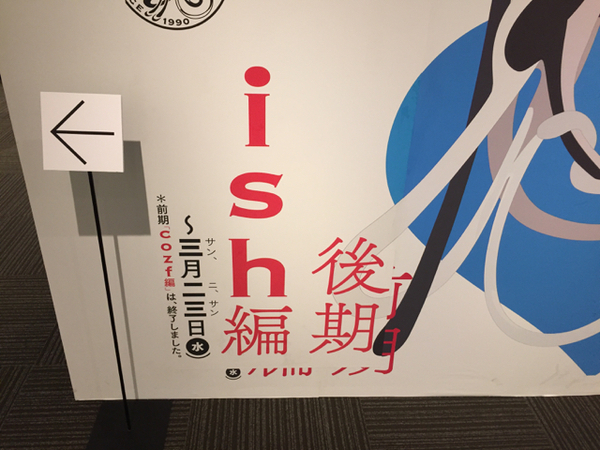 CE 1990
後期
ish編
〜三月二三日㊌
サン、ニ、サン
＊前期「cozf編」は、終了しました。